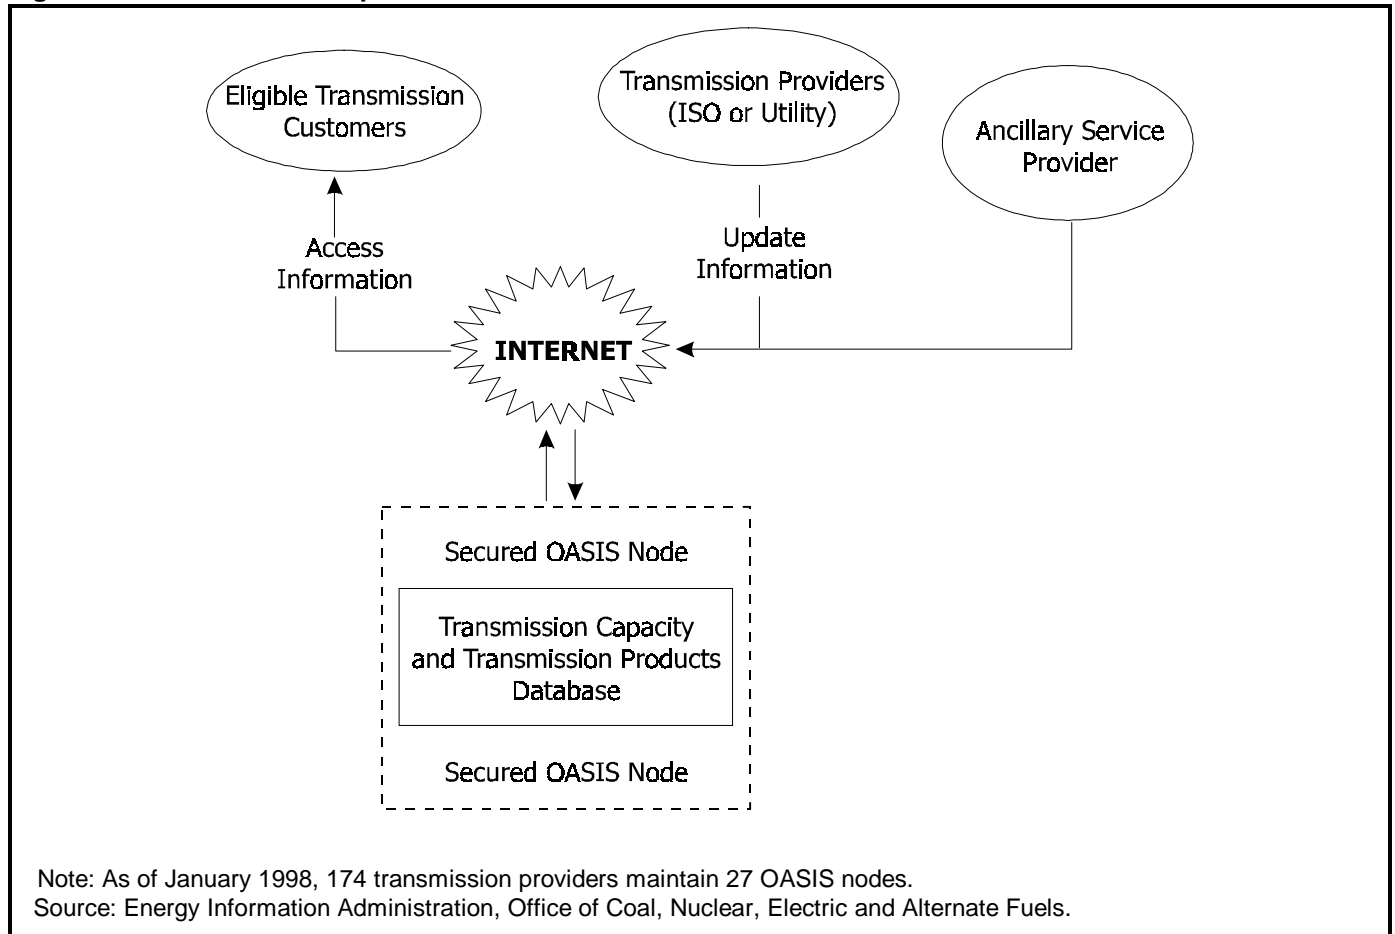 Eligible Transmission
Customers
Transmission Providers
(ISO or Utility)
Ancillary Service
Provider
Access
Information
Update
Information
INTERNET
Secured OASIS Node
Transmission Capacity
and Transmission Products
Database
Secured OASIS Node
Note: As of January 1998, 174 transmission providers maintain 27 OASIS nodes.
Source: Energy Information Administration, Office of Coal, Nuclear, Electric and Alternate Fuels.